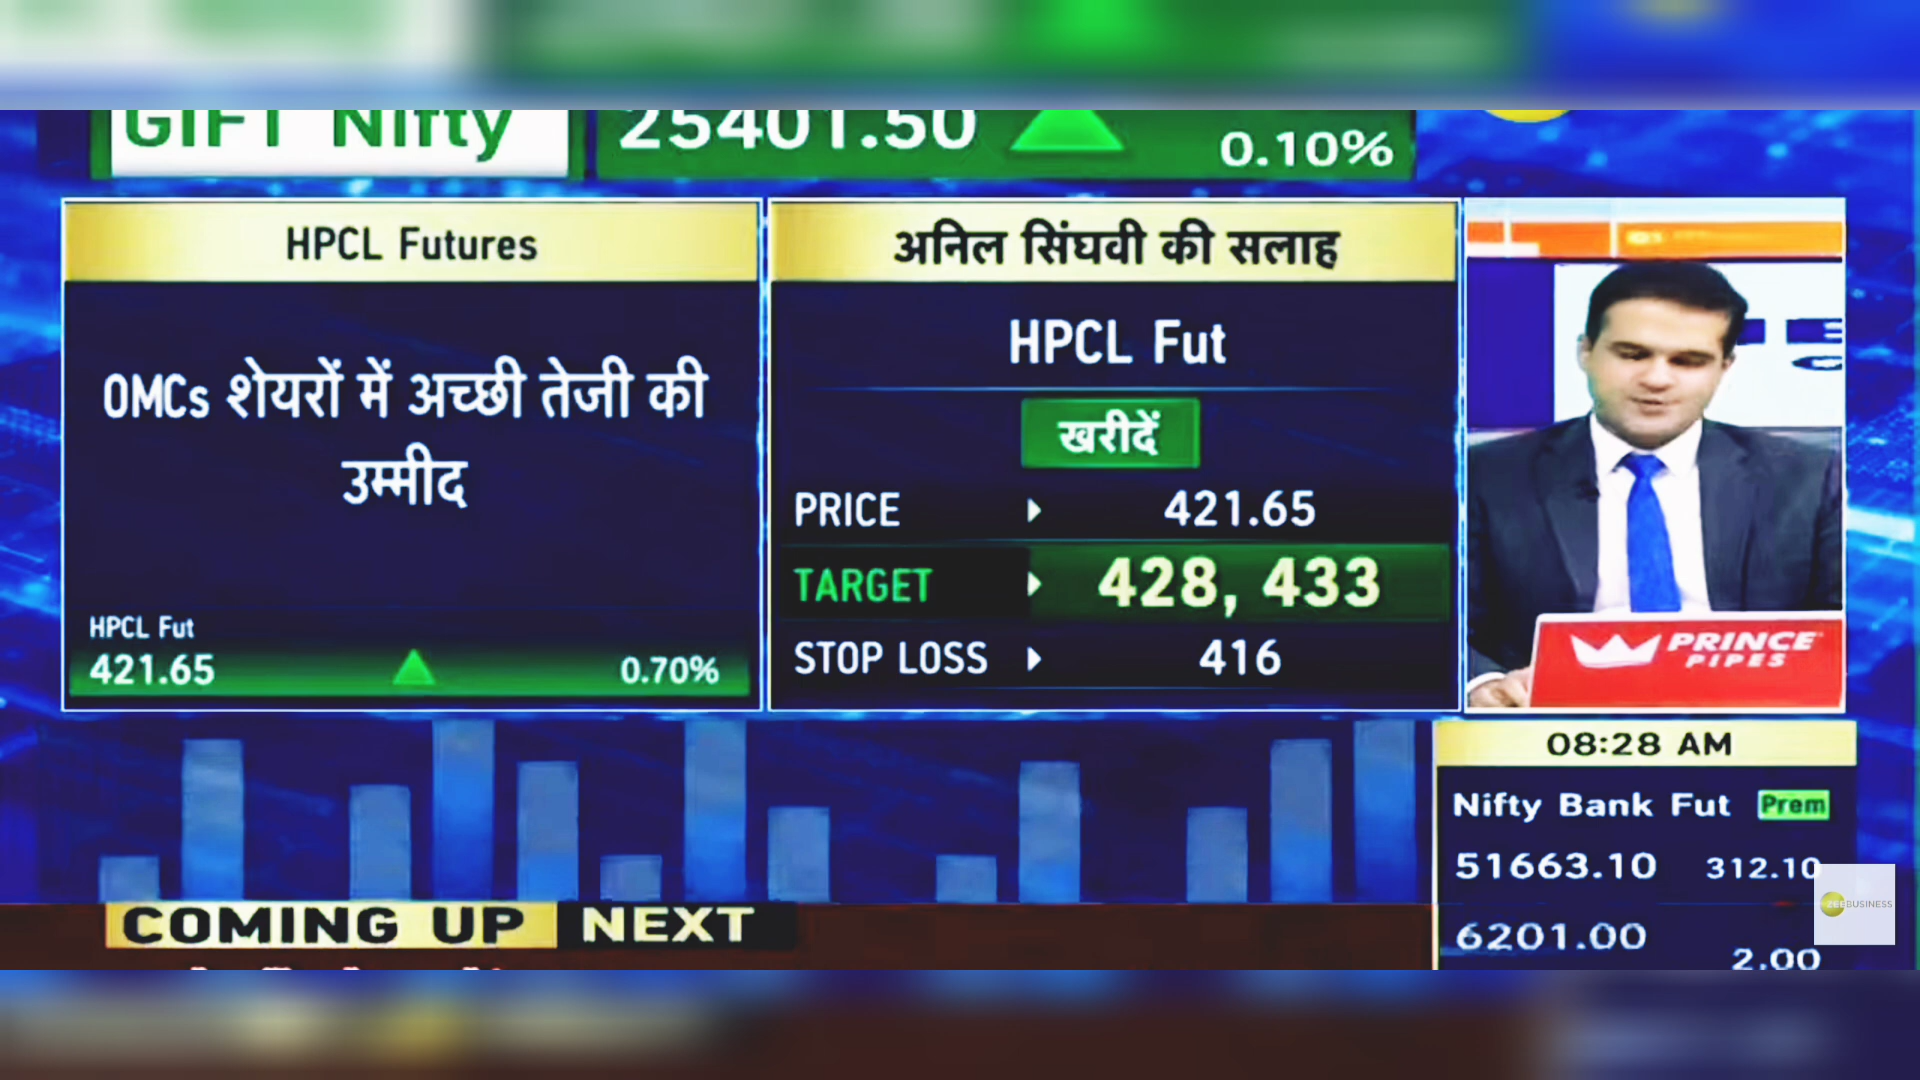 GIFT Nifty 25401.50 0.10%
HPCL Futures
OMCs शेयरों में अच्छी तेजी की
उम्मीद
HPCL Fut
421.65 0.70%
अनिल सिंघवी की सलाह
HPCL Fut
खरीदें
PRICE 421.65
TARGET 428, 433
STOP LOSS 416
PRINCE
PIPES
08:28 AM
Nifty Bank Fut Prem
51663.10 312.10
6201.00 2.00
ZEEBUSINESS
COMING UP NEXT